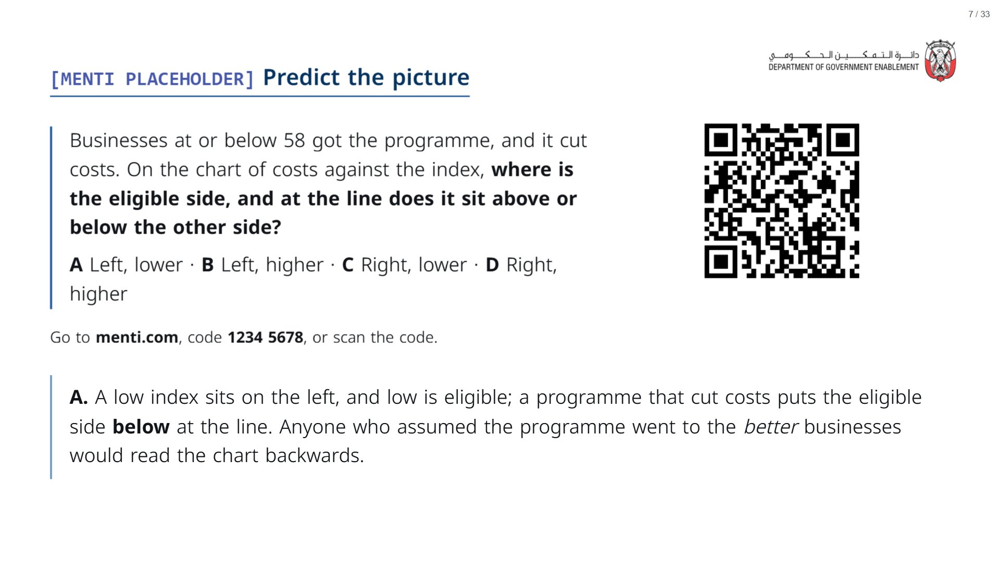 7 / 33
دائرة التمكين الحكومي
DEPARTMENT OF GOVERNMENT ENABLEMENT
[MENTI PLACEHOLDER] Predict the picture
Businesses at or below 58 got the programme, and it cut
costs. On the chart of costs against the index, where is
the eligible side, and at the line does it sit above or
below the other side?
A Left, lower · B Left, higher · C Right, lower · D Right,
higher
Go to menti.com, code 1234 5678, or scan the code.
A. A low index sits on the left, and low is eligible; a programme that cut costs puts the eligible
side below at the line. Anyone who assumed the programme went to the better businesses
would read the chart backwards.